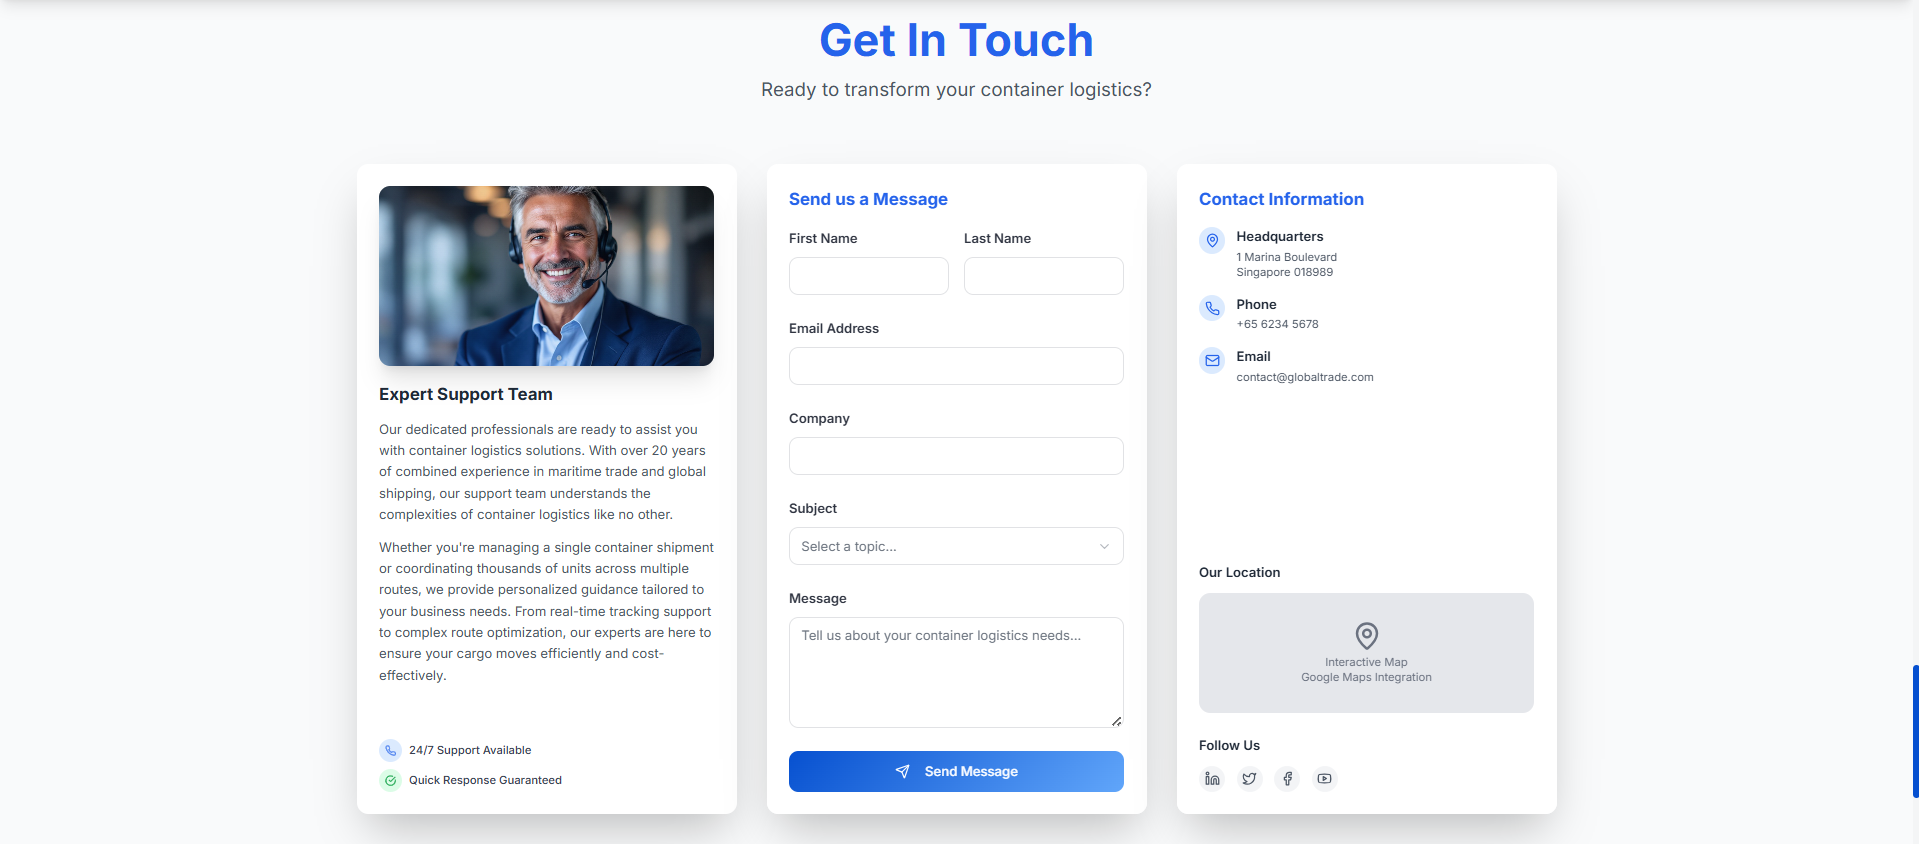 Get In Touch
Ready to transform your container logistics?
Expert Support Team
Our dedicated professionals are ready to assist you
with container logistics solutions. With over 20 years
of combined experience in maritime trade and global
shipping, our support team understands the
complexities of container logistics like no other.
Whether you're managing a single container shipment
or coordinating thousands of units across multiple
routes, we provide personalized guidance tailored to
your business needs. From real-time tracking support
to complex route optimization, our experts are here to
ensure your cargo moves efficiently and cost-
effectively.
24/7 Support Available
Quick Response Guaranteed
Send us a Message
First Name
Last Name
Email Address
Company
Subject
Select a topic...
Message
Tell us about your container logistics needs...
Send Message
Contact Information
Headquarters
1 Marina Boulevard
Singapore 018989
Phone
+65 6234 5678
Email
contact@globaltrade.com
Our Location
Interactive Map
Google Maps Integration
Follow Us